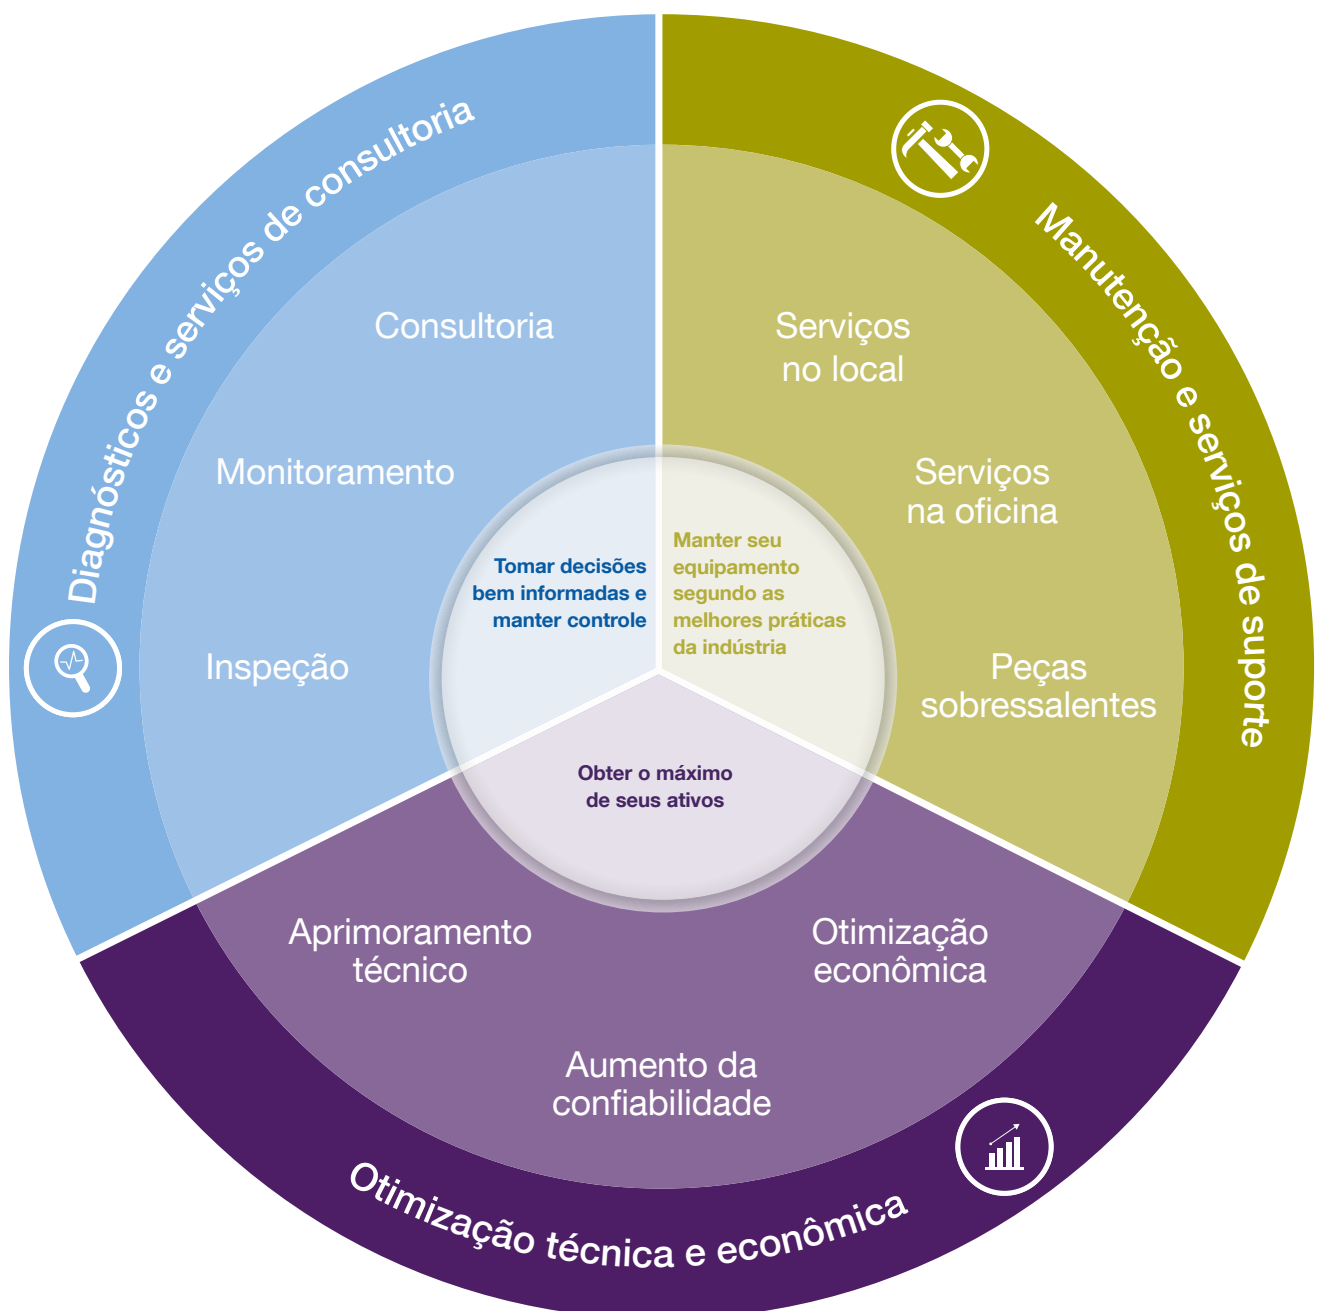 Diagnósticos e serviços de consultoria
Consultoria
Monitoramento
Inspeção
Tomar decisões
bem informadas e
manter controle
Manutenção e serviços de suporte
Serviços
no local
Serviços
na oficina
Peças
sobressalentes
Manter seu
equipamento
segundo as
melhores práticas
da indústria
Obter o máximo
de seus ativos
Aprimoramento
técnico
Otimização
econômica
Aumento da
confiabilidade
Otimização técnica e econômica